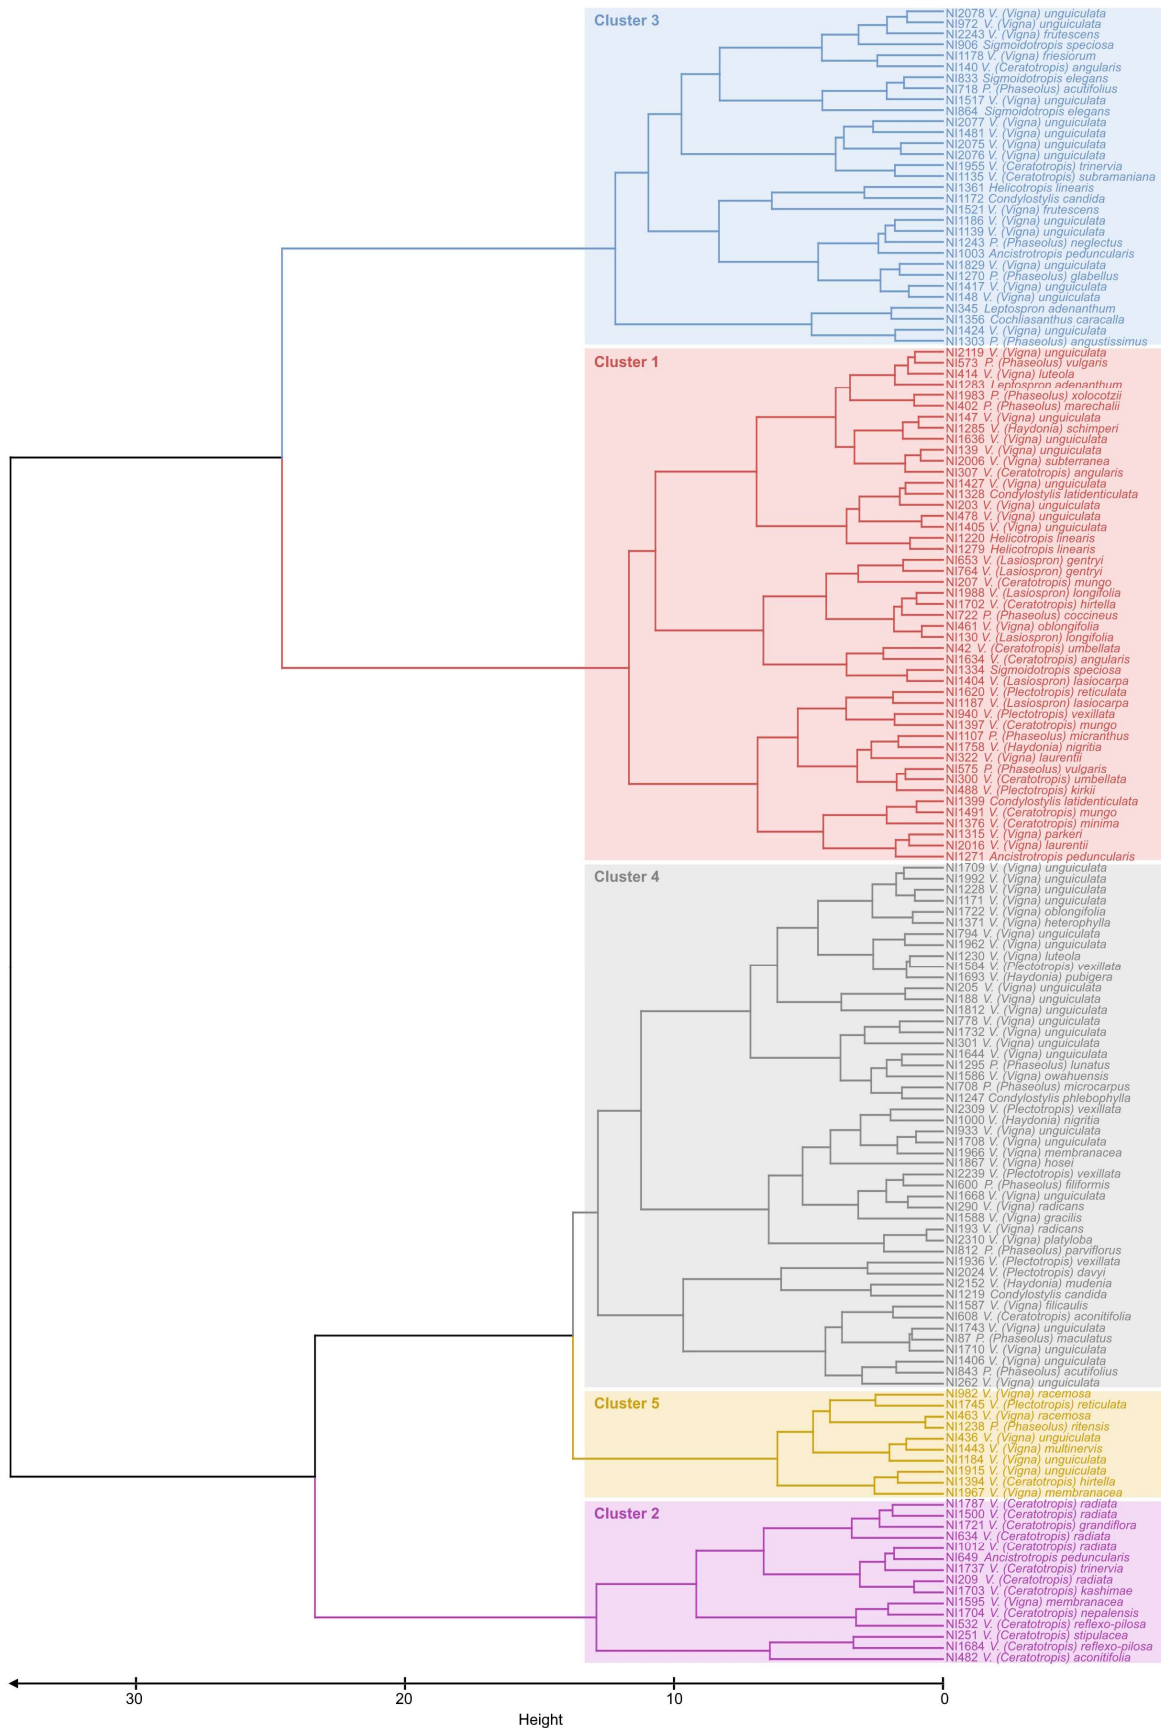 Cluster 3
NI2078 V. (Vigna) unguiculata
NI972 V. (Vigna) unguiculata
NI2243 V. (Vigna) frutescens
NI906 Sigmoidotropis speciosa
NI1178 V. (Vigna) friesiorum
NI140 V. (Ceratotropis) angularis
NI833 Sigmoidotropis elegans
NI718 P. (Phaseolus) acutifolius
NI1517 V. (Vigna) unguiculata
NI864 Sigmoidotropis elegans
NI2077 V. (Vigna) unguiculata
NI1481 V. (Vigna) unguiculata
NI2075 V. (Vigna) unguiculata
NI2076 V. (Vigna) unguiculata
NI1955 V. (Ceratotropis) trinervia
NI1135 V. (Ceratotropis) subramaniana
NI1361 Helicotropis linearis
NI1172 Condylostylis candida
NI1521 V. (Vigna) frutescens
NI1186 V. (Vigna) unguiculata
NI1139 V. (Vigna) unguiculata
NI1243 P. (Phaseolus) neglectus
NI1003 Ancistrotropis peduncularis
NI1829 V. (Vigna) unguiculata
NI1270 P. (Phaseolus) glabellus
NI1417 V. (Vigna) unguiculata
NI148 V. (Vigna) unguiculata
NI345 Leptospron adenanthum
NI1356 Cochliasanthus caracalla
NI1424 V. (Vigna) unguiculata
NI1303 P. (Phaseolus) angustissimus
Cluster 1
NI2119 V. (Vigna) unguiculata
NI573 P. (Phaseolus) vulgaris
NI414 V. (Vigna) luteola
NI1283 Leptospron adenanthum
NI1983 P. (Phaseolus) xolocotzii
NI402 P. (Phaseolus) marechalii
NI147 V. (Vigna) unguiculata
NI1285 V. (Haydonia) schimperi
NI1636 V. (Vigna) unguiculata
NI139 V. (Vigna) unguiculata
NI2006 V. (Vigna) subterranea
NI307 V. (Ceratotropis) angularis
NI1427 V. (Vigna) unguiculata
NI1328 Condylostylis latidenticulata
NI203 V. (Vigna) unguiculata
NI478 V. (Vigna) unguiculata
NI1405 V. (Vigna) unguiculata
NI1220 Helicotropis linearis
NI1279 Helicotropis linearis
NI653 V. (Lasiospron) gentryi
NI764 V. (Lasiospron) gentryi
NI207 V. (Ceratotropis) mungo
NI1988 V. (Lasiospron) longifolia
NI1702 V. (Ceratotropis) hirtella
NI722 P. (Phaseolus) coccineus
NI461 V. (Vigna) oblongifolia
NI130 V. (Lasiospron) longifolia
NI42 V. (Ceratotropis) umbellata
NI1634 V. (Ceratotropis) angularis
NI1334 Sigmoidotropis speciosa
NI1404 V. (Lasiospron) lasiocarpa
NI1620 V. (Plectotropis) reticulata
NI1187 V. (Lasiospron) lasiocarpa
NI940 V. (Plectotropis) vexillata
NI1397 V. (Ceratotropis) mungo
NI1107 P. (Phaseolus) micranthus
NI1758 V. (Haydonia) nigritia
NI322 V. (Vigna) laurentii
NI575 P. (Phaseolus) vulgaris
NI300 V. (Ceratotropis) umbellata
NI488 V. (Plectotropis) kirkii
NI1399 Condylostylis latidenticulata
NI1491 V. (Ceratotropis) mungo
NI1376 V. (Ceratotropis) minima
NI1315 V. (Vigna) parkeri
NI2016 V. (Vigna) laurentii
NI1271 Ancistrotropis peduncularis
Cluster 4
NI1709 V. (Vigna) unguiculata
NI1992 V. (Vigna) unguiculata
NI1228 V. (Vigna) unguiculata
NI1171 V. (Vigna) unguiculata
NI1722 V. (Vigna) oblongifolia
NI1371 V. (Vigna) heterophylla
NI794 V. (Vigna) unguiculata
NI1962 V. (Vigna) unguiculata
NI1230 V. (Vigna) luteola
NI1584 V. (Plectotropis) vexillata
NI1693 V. (Haydonia) pubigera
NI205 V. (Vigna) unguiculata
NI188 V. (Vigna) unguiculata
NI1812 V. (Vigna) unguiculata
NI778 V. (Vigna) unguiculata
NI1732 V. (Vigna) unguiculata
NI301 V. (Vigna) unguiculata
NI1644 V. (Vigna) unguiculata
NI1295 P. (Phaseolus) lunatus
NI1586 V. (Vigna) owahuensis
NI708 P. (Phaseolus) microcarpus
NI1247 Condylostylis phlebophylla
NI2309 V. (Plectotropis) vexillata
NI1000 V. (Haydonia) nigritia
NI933 V. (Vigna) unguiculata
NI1708 V. (Vigna) unguiculata
NI1966 V. (Vigna) membranacea
NI1867 V. (Vigna) hosei
NI2239 V. (Plectotropis) vexillata
NI600 P. (Phaseolus) filiformis
NI1668 V. (Vigna) unguiculata
NI290 V. (Vigna) radicans
NI1588 V. (Vigna) gracilis
NI193 V. (Vigna) radicans
NI2310 V. (Vigna) platyloba
NI812 P. (Phaseolus) parviflorus
NI1936 V. (Plectotropis) vexillata
NI2024 V. (Plectotropis) davyi
NI2152 V. (Haydonia) mudenia
NI1219 Condylostylis candida
NI1587 V. (Vigna) filicaulis
NI608 V. (Ceratotropis) aconitifolia
NI1743 V. (Vigna) unguiculata
NI87 P. (Phaseolus) maculatus
NI1710 V. (Vigna) unguiculata
NI1406 V. (Vigna) unguiculata
NI843 P. (Phaseolus) acutifolius
NI262 V. (Vigna) unguiculata
Cluster 5
NI982 V. (Vigna) racemosa
NI1745 V. (Plectotropis) reticulata
NI463 V. (Vigna) racemosa
NI1238 P. (Phaseolus) ritensis
NI436 V. (Vigna) unguiculata
NI1443 V. (Vigna) multinervis
NI1184 V. (Vigna) unguiculata
NI1915 V. (Vigna) unguiculata
NI1394 V. (Ceratotropis) hirtella
NI1967 V. (Vigna) membranacea
Cluster 2
NI1787 V. (Ceratotropis) radiata
NI1500 V. (Ceratotropis) radiata
NI1721 V. (Ceratotropis) grandiflora
NI634 V. (Ceratotropis) radiata
NI1012 V. (Ceratotropis) radiata
NI649 Ancistrotropis peduncularis
NI1737 V. (Ceratotropis) trinervia
NI209 V. (Ceratotropis) radiata
NI1703 V. (Ceratotropis) kashimae
NI1595 V. (Vigna) membranacea
NI1704 V. (Ceratotropis) nepalensis
NI532 V. (Ceratotropis) reflexo-pilosa
NI251 V. (Ceratotropis) stipulacea
NI1684 V. (Ceratotropis) reflexo-pilosa
NI482 V. (Ceratotropis) aconitifolia
30 20 10 0
Height